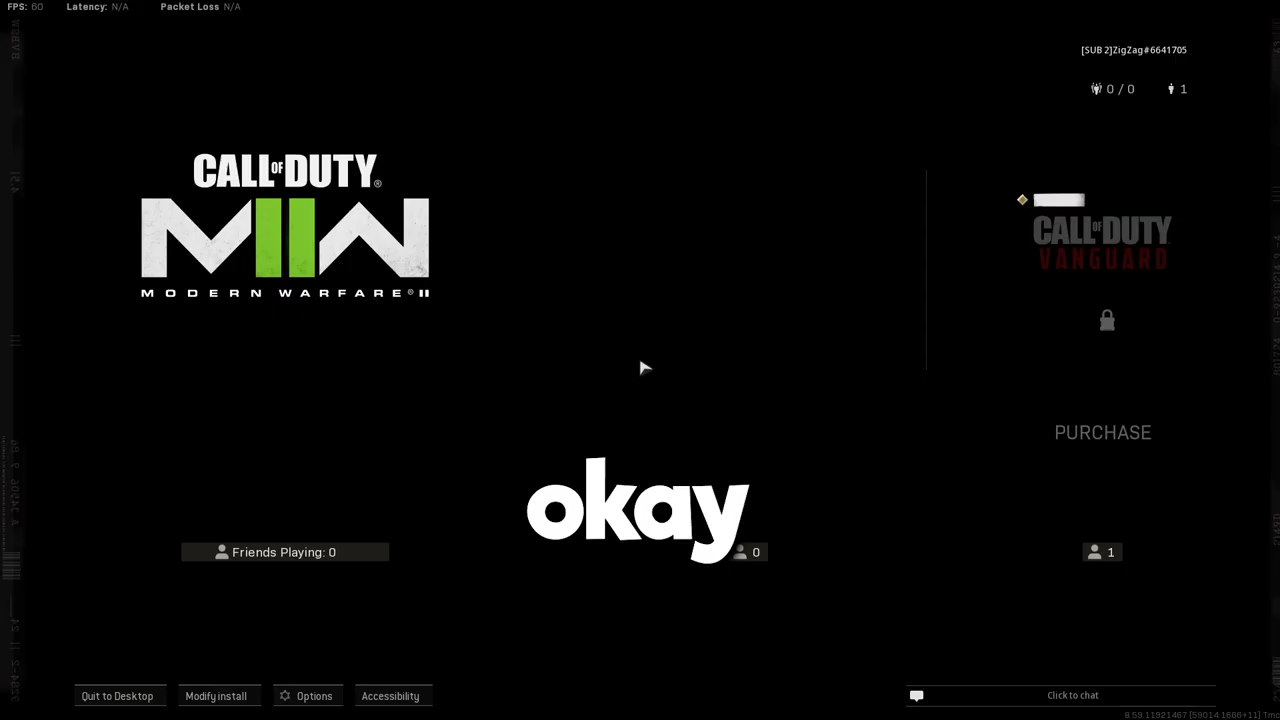 FPS: 60 Latency: N/A Packet Loss N/A
[SUB 2]ZigZag#6641705
0 / 0 1
CALL OF DUTY®
MIIW
MODERN WARFARE® II
CALL OF DUTY
VANGUARD
PURCHASE
okay
Friends Playing: 0
0
1
Quit to Desktop
Modify install
Options
Accessibility
Click to chat